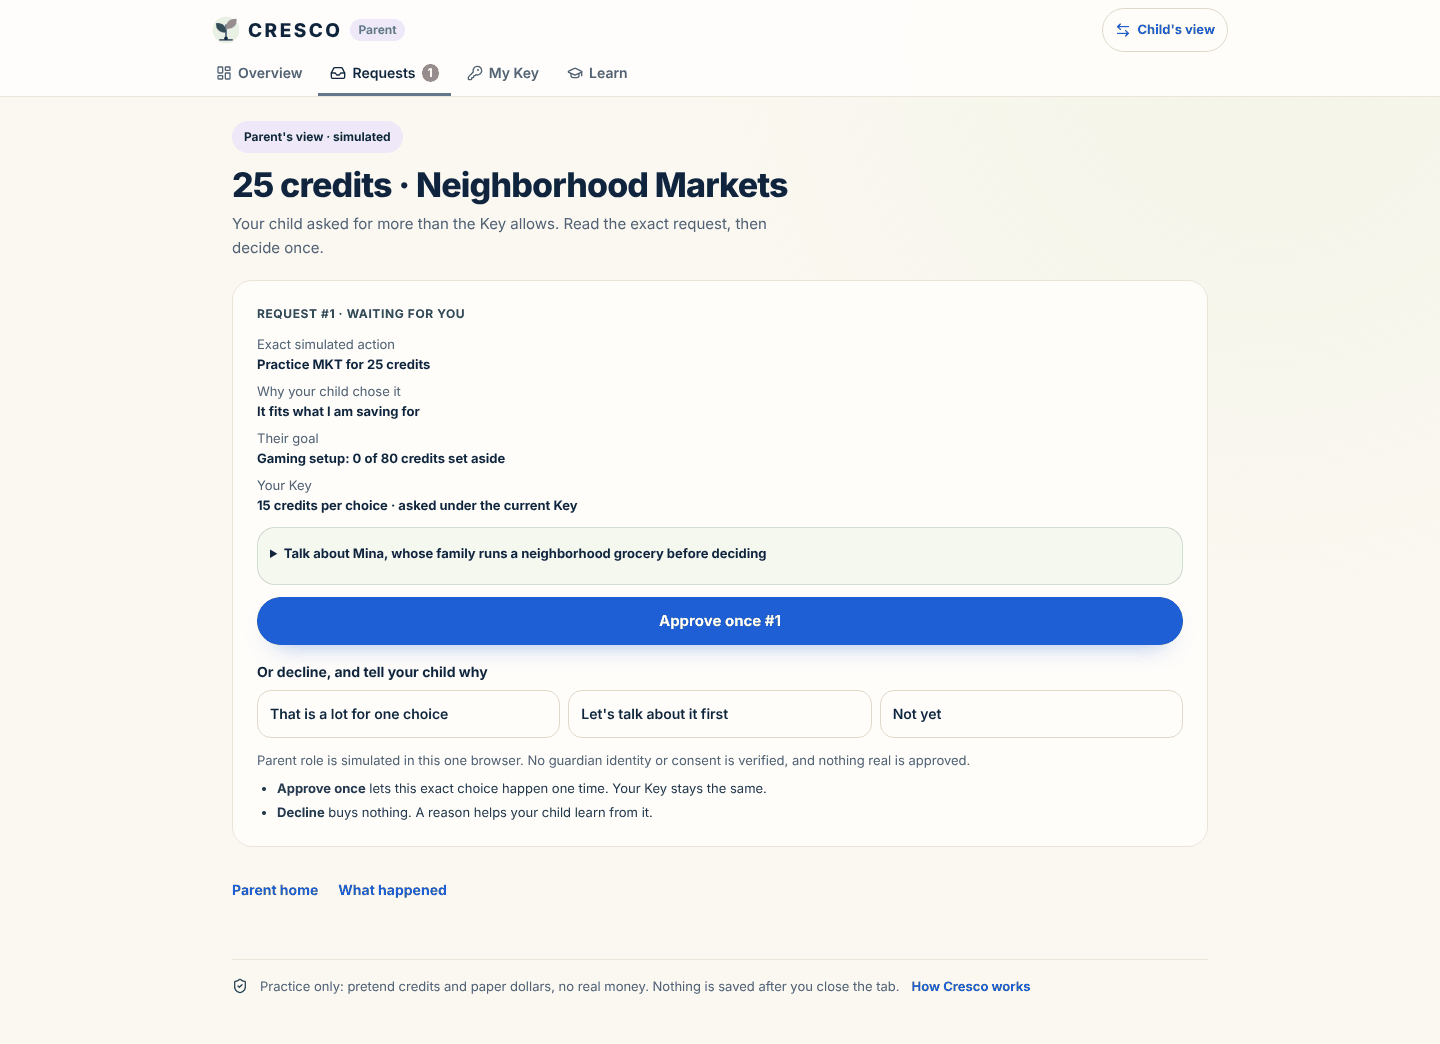 CRESCO Parent
Child's view
Overview Requests 1 My Key Learn
Parent's view · simulated
25 credits · Neighborhood Markets
Your child asked for more than the Key allows. Read the exact request, then
decide once.
REQUEST #1 · WAITING FOR YOU
Exact simulated action
Practice MKT for 25 credits
Why your child chose it
It fits what I am saving for
Their goal
Gaming setup: 0 of 80 credits set aside
Your Key
15 credits per choice · asked under the current Key
Talk about Mina, whose family runs a neighborhood grocery before deciding
Approve once #1
Or decline, and tell your child why
That is a lot for one choice
Let's talk about it first
Not yet
Parent role is simulated in this one browser. No guardian identity or consent is verified, and nothing real is approved.
• Approve once lets this exact choice happen one time. Your Key stays the same.
• Decline buys nothing. A reason helps your child learn from it.
Parent home What happened
Practice only: pretend credits and paper dollars, no real money. Nothing is saved after you close the tab. How Cresco works